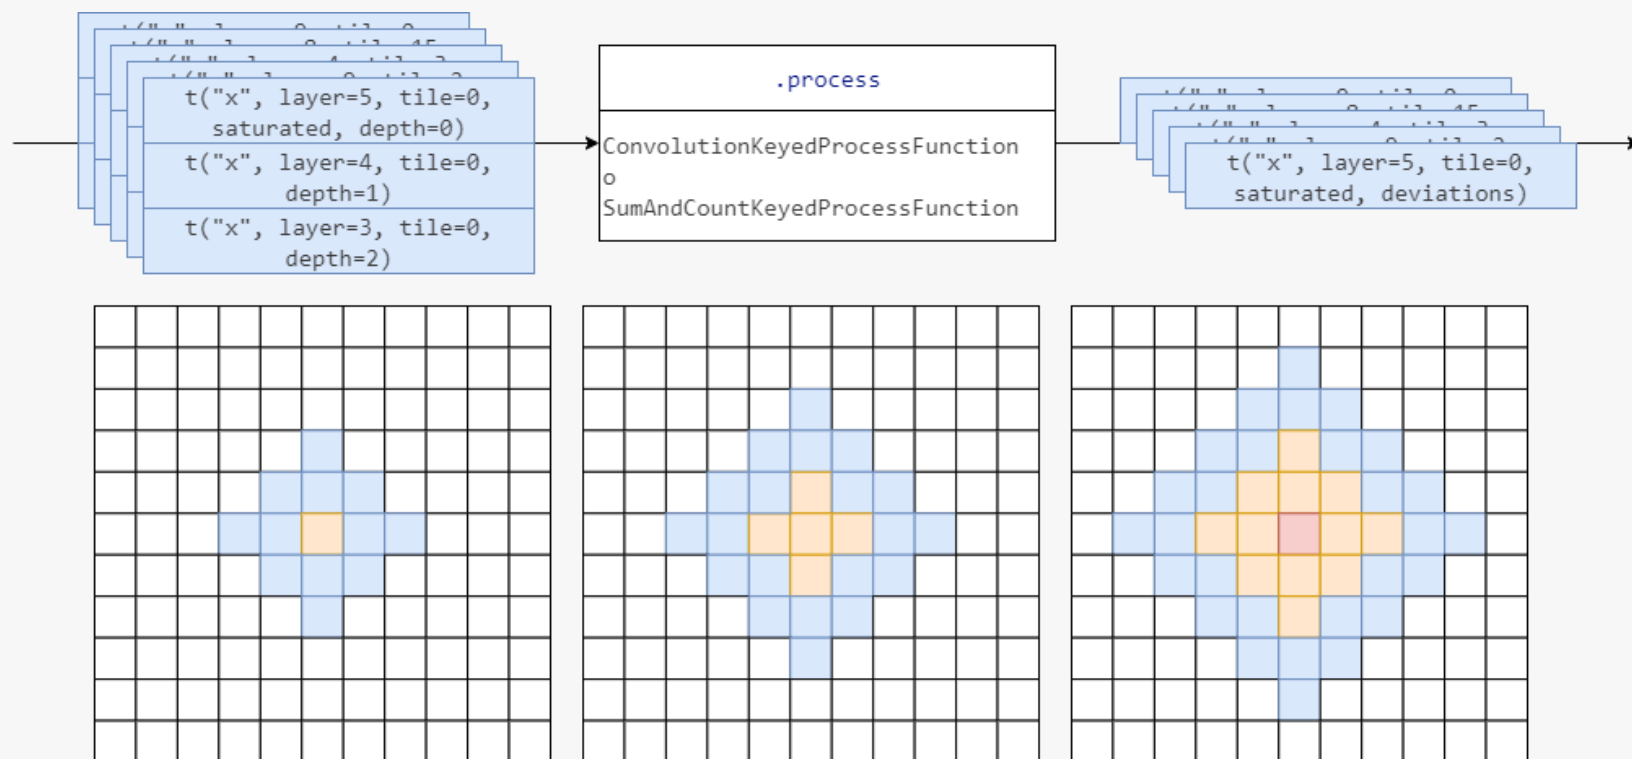 t("x", layer=5, tile=0,
saturated, depth=0)
t("x", layer=4, tile=0,
depth=1)
t("x", layer=3, tile=0,
depth=2)
.process
ConvolutionKeyedProcessFunction
o
SumAndCountKeyedProcessFunction
t("x", layer=5, tile=0,
saturated, deviations)